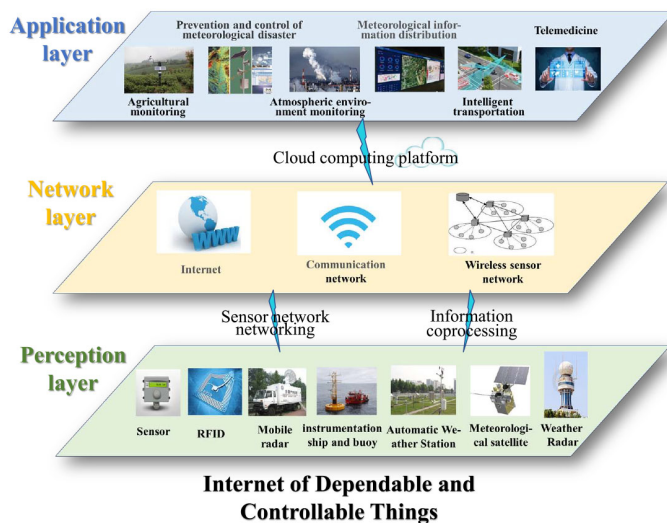 Application
layer
Prevention and control of
meteorological disaster
Meteorological infor-
mation distribution
Telemedicine
Agricultural
monitoring
Atmospheric enviro-
nment monitoring
Intelligent
transportation
Cloud computing platform
Network
layer
WWW
Internet
Communication
network
Wireless sensor
network
Sensor network
networking
Information
coprocessing
Perception
layer
Sensor
RFID
Mobile
radar
instrumentation
ship and buoy
Automatic We-
ather Station
Meteorologi-
cal satellite
Weather
Radar
Internet of Dependable and
Controllable Things